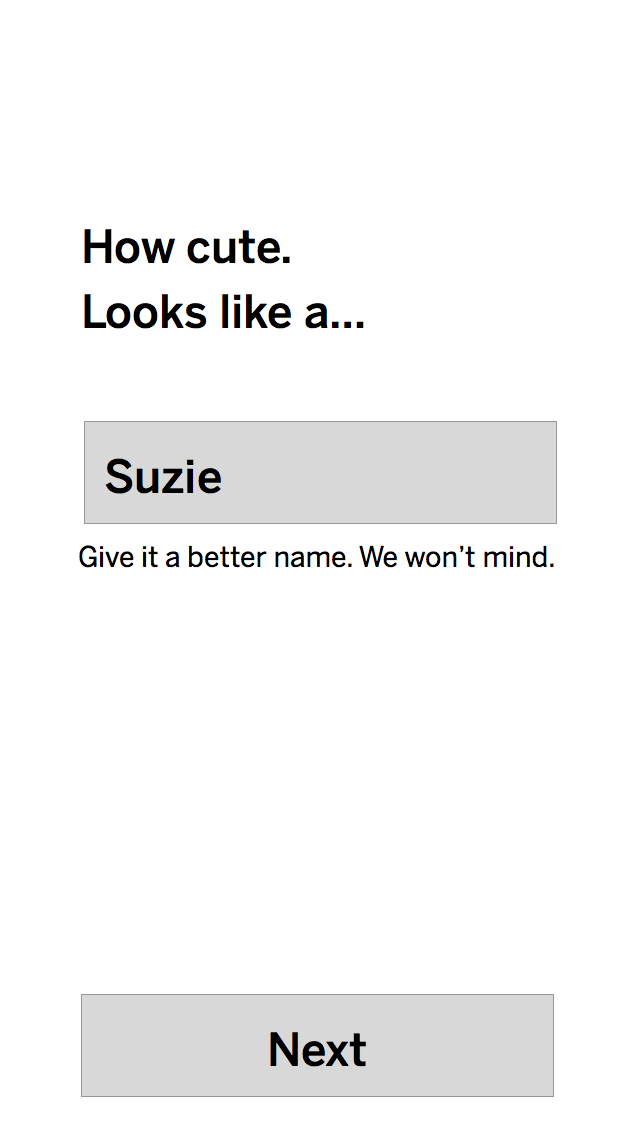 How cute.
Looks like a...
Suzie
Give it a better name. We won’t mind.
Next